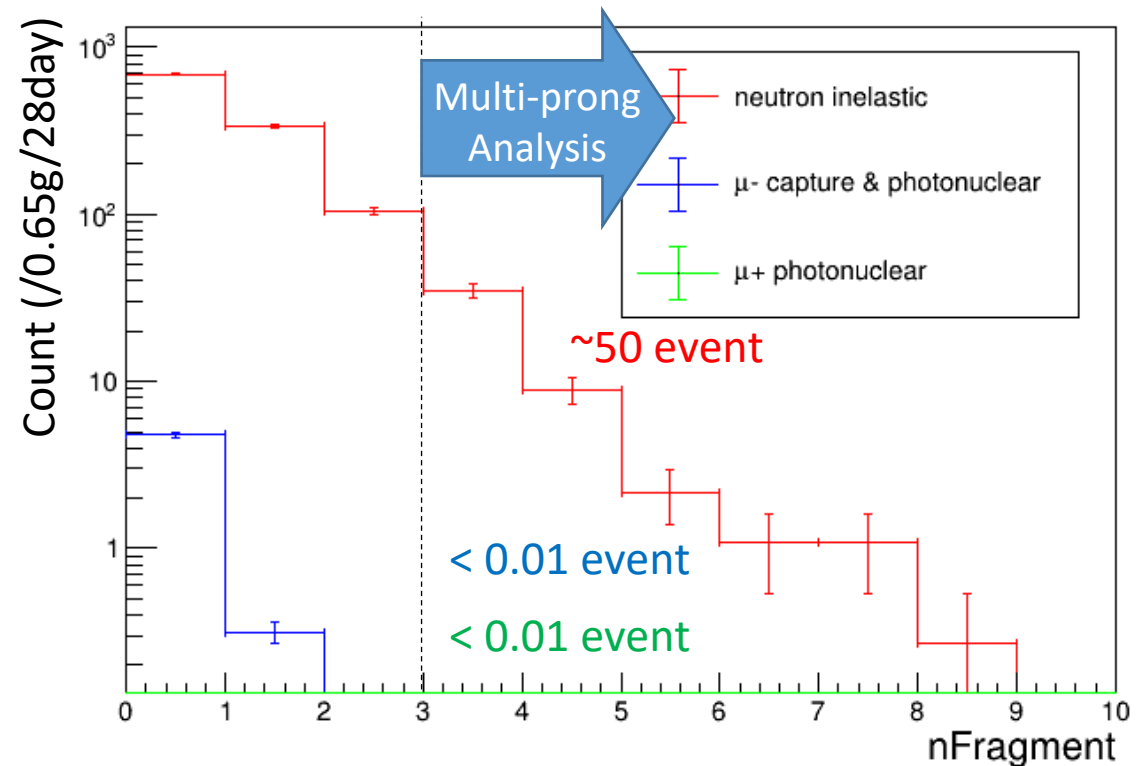 Count (/0.65g/28day)
10³
10²
10
1
Multi-prong
Analysis
neutron inelastic
μ- capture & photonuclear
μ+ photonuclear
~50 event
< 0.01 event
< 0.01 event
0 1 2 3 4 5 6 7 8 9 10
nFragment